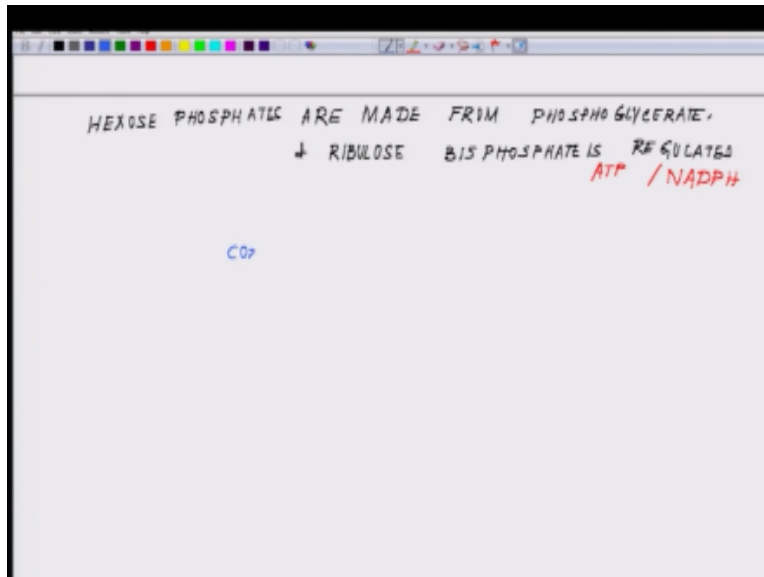 HEXOSE PHOSPHATES ARE MADE FROM PHOSPHOGLYCERATE.
& RIBULOSE BISPHOSPHATE IS REGULATED
ATP / NADPH
CO2